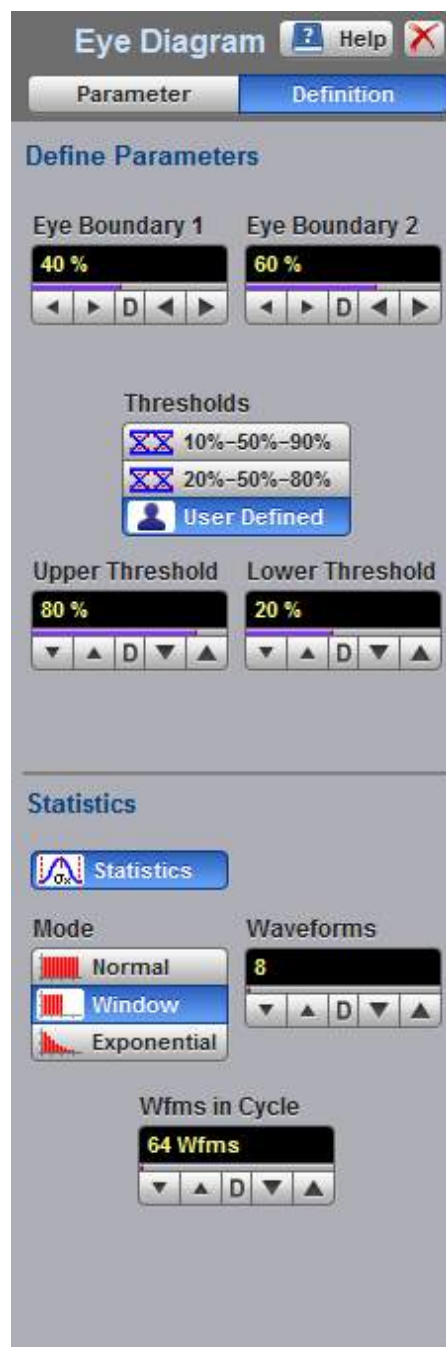 Eye Diagram ? Help
Parameter Definition
Define Parameters
Eye Boundary 1 Eye Boundary 2
40 % 60 %
D D
Thresholds
10%-50%-90%
20%-50%-80%
User Defined
Upper Threshold Lower Threshold
80 % 20 %
D D
Statistics
σx Statistics
Mode Waveforms
Normal 8
Window D
Exponential
Wfms in Cycle
64 Wfms
D